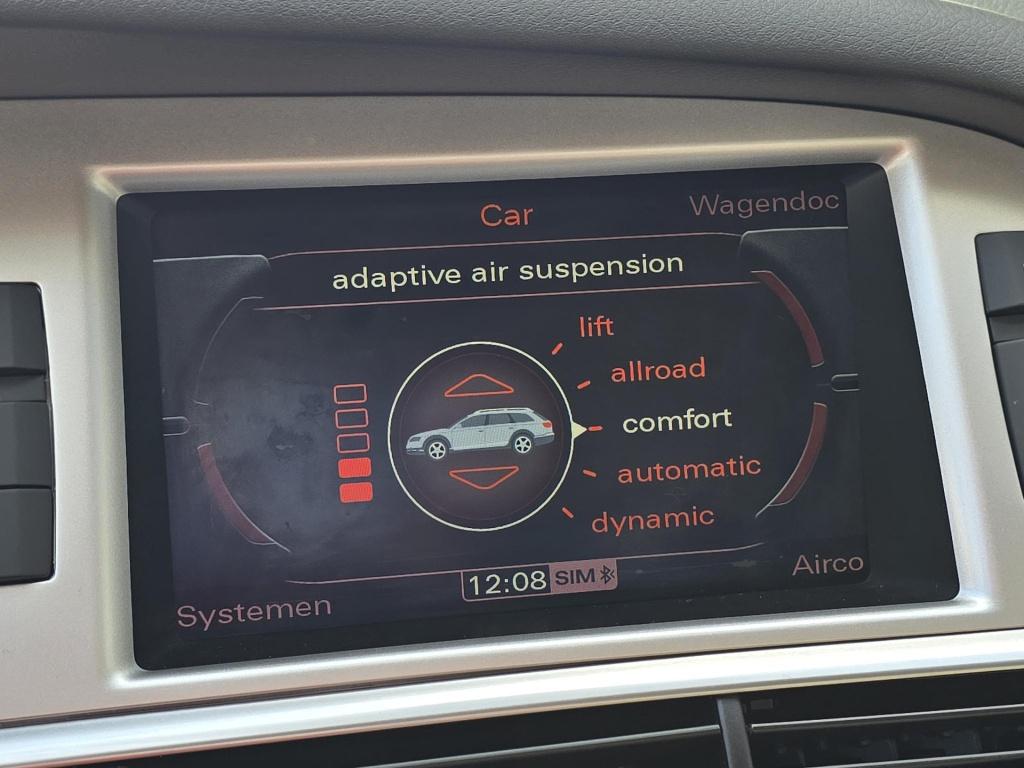 Car
Wagendoc
adaptive air suspension
lift
allroad
comfort
automatic
dynamic
12:08 SIM
Airco
Systemen